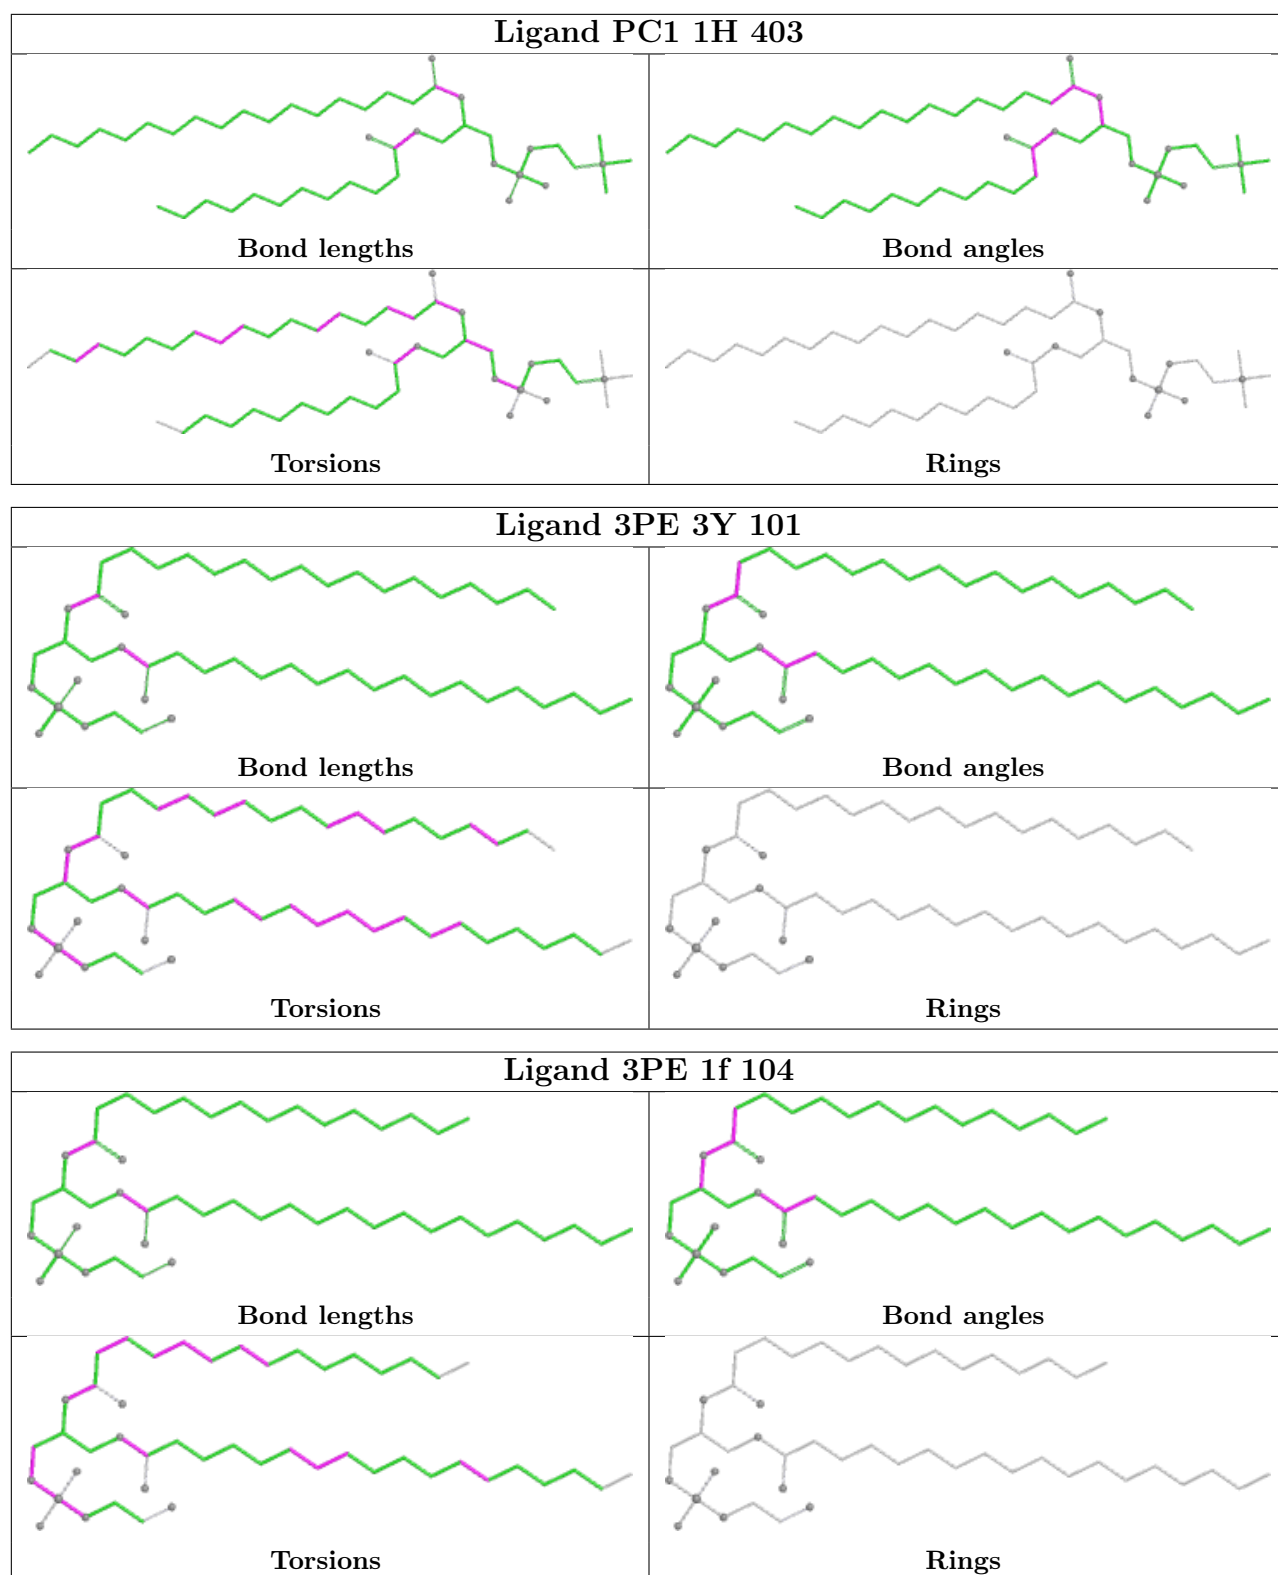 Ligand PC1 1H 403
Bond lengths
Bond angles
Torsions
Rings
Ligand 3PE 3Y 101
Bond lengths
Bond angles
Torsions
Rings
Ligand 3PE 1f 104
Bond lengths
Bond angles
Torsions
Rings